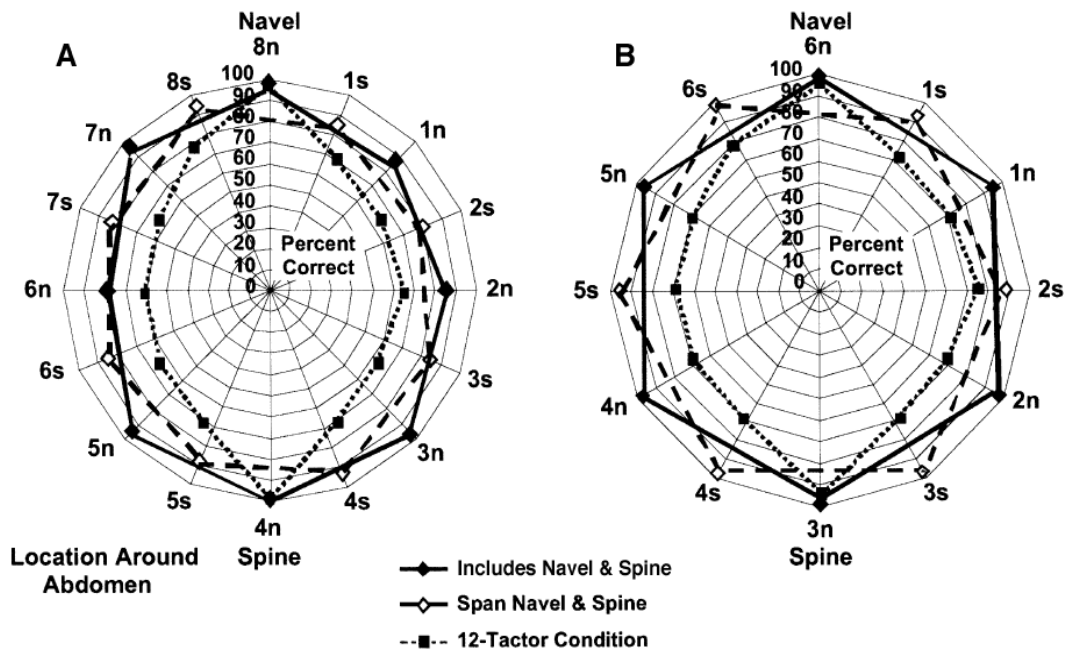 A
Navel
8n
1s
1n
2s
2n
3s
3n
4s
4n
Spine
5s
5n
6s
6n
7s
7n
8s
100
90
80
70
60
50
40
30
20
10
0
Percent
Correct
B
Navel
6n
1s
1n
2s
2n
3s
3n
Spine
4s
4n
5s
5n
6s
100
90
80
70
60
50
40
30
20
10
0
Percent
Correct
Location Around
Abdomen
Includes Navel & Spine
Span Navel & Spine
12-Tactor Condition